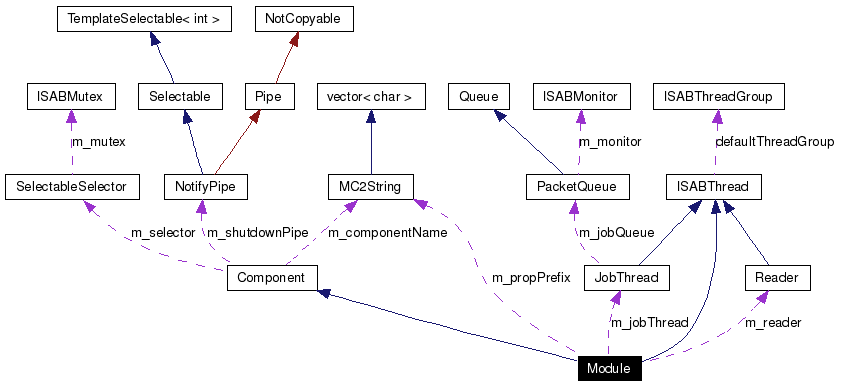 TemplateSelectable< int >
NotCopyable
ISABMutex
Selectable
Pipe
vector< char >
Queue
ISABMonitor
ISABThreadGroup
m_mutex
m_monitor
defaultThreadGroup
SelectableSelector
NotifyPipe
MC2String
PacketQueue
ISABThread
m_selector
m_shutdownPipe
m_componentName
m_jobQueue
Component
m_propPrefix
JobThread
Reader
m_jobThread
m_reader
Module